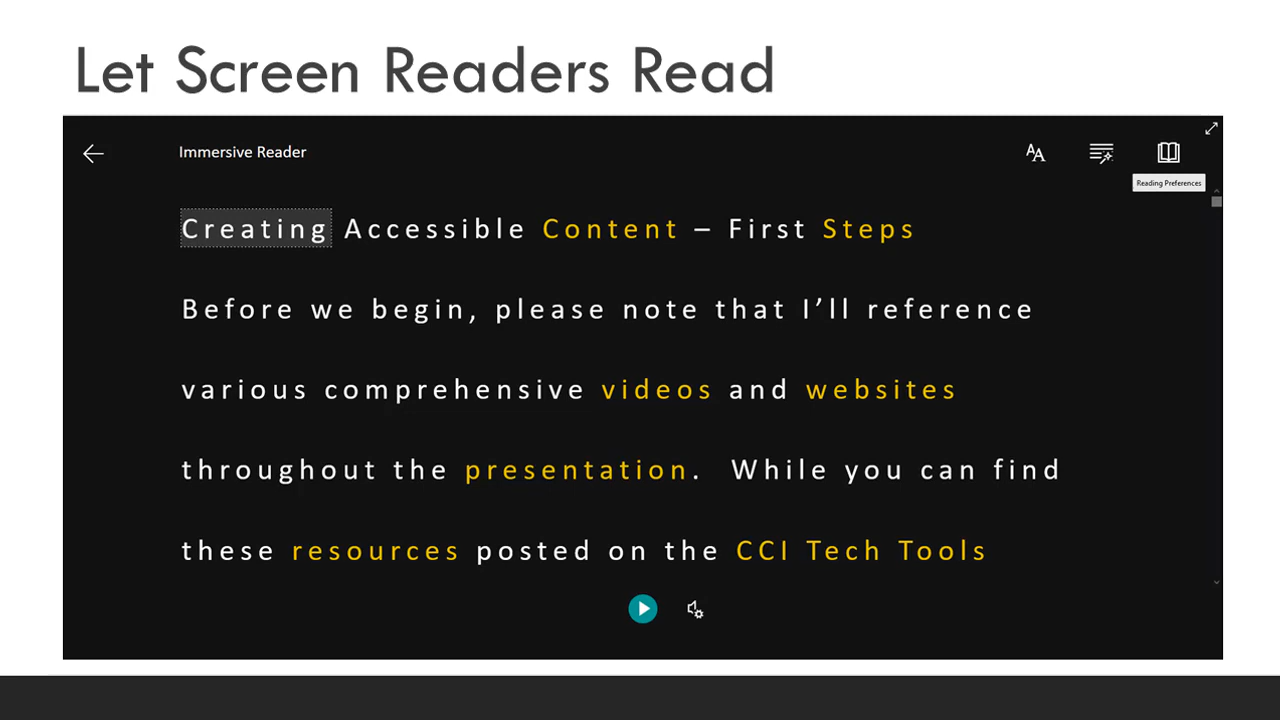 Let Screen Readers Read
Immersive Reader
AA
Reading Preferences
Creating Accessible Content – First Steps
Before we begin, please note that I’ll reference
various comprehensive videos and websites
throughout the presentation.  While you can find
these resources posted on the CCI Tech Tools